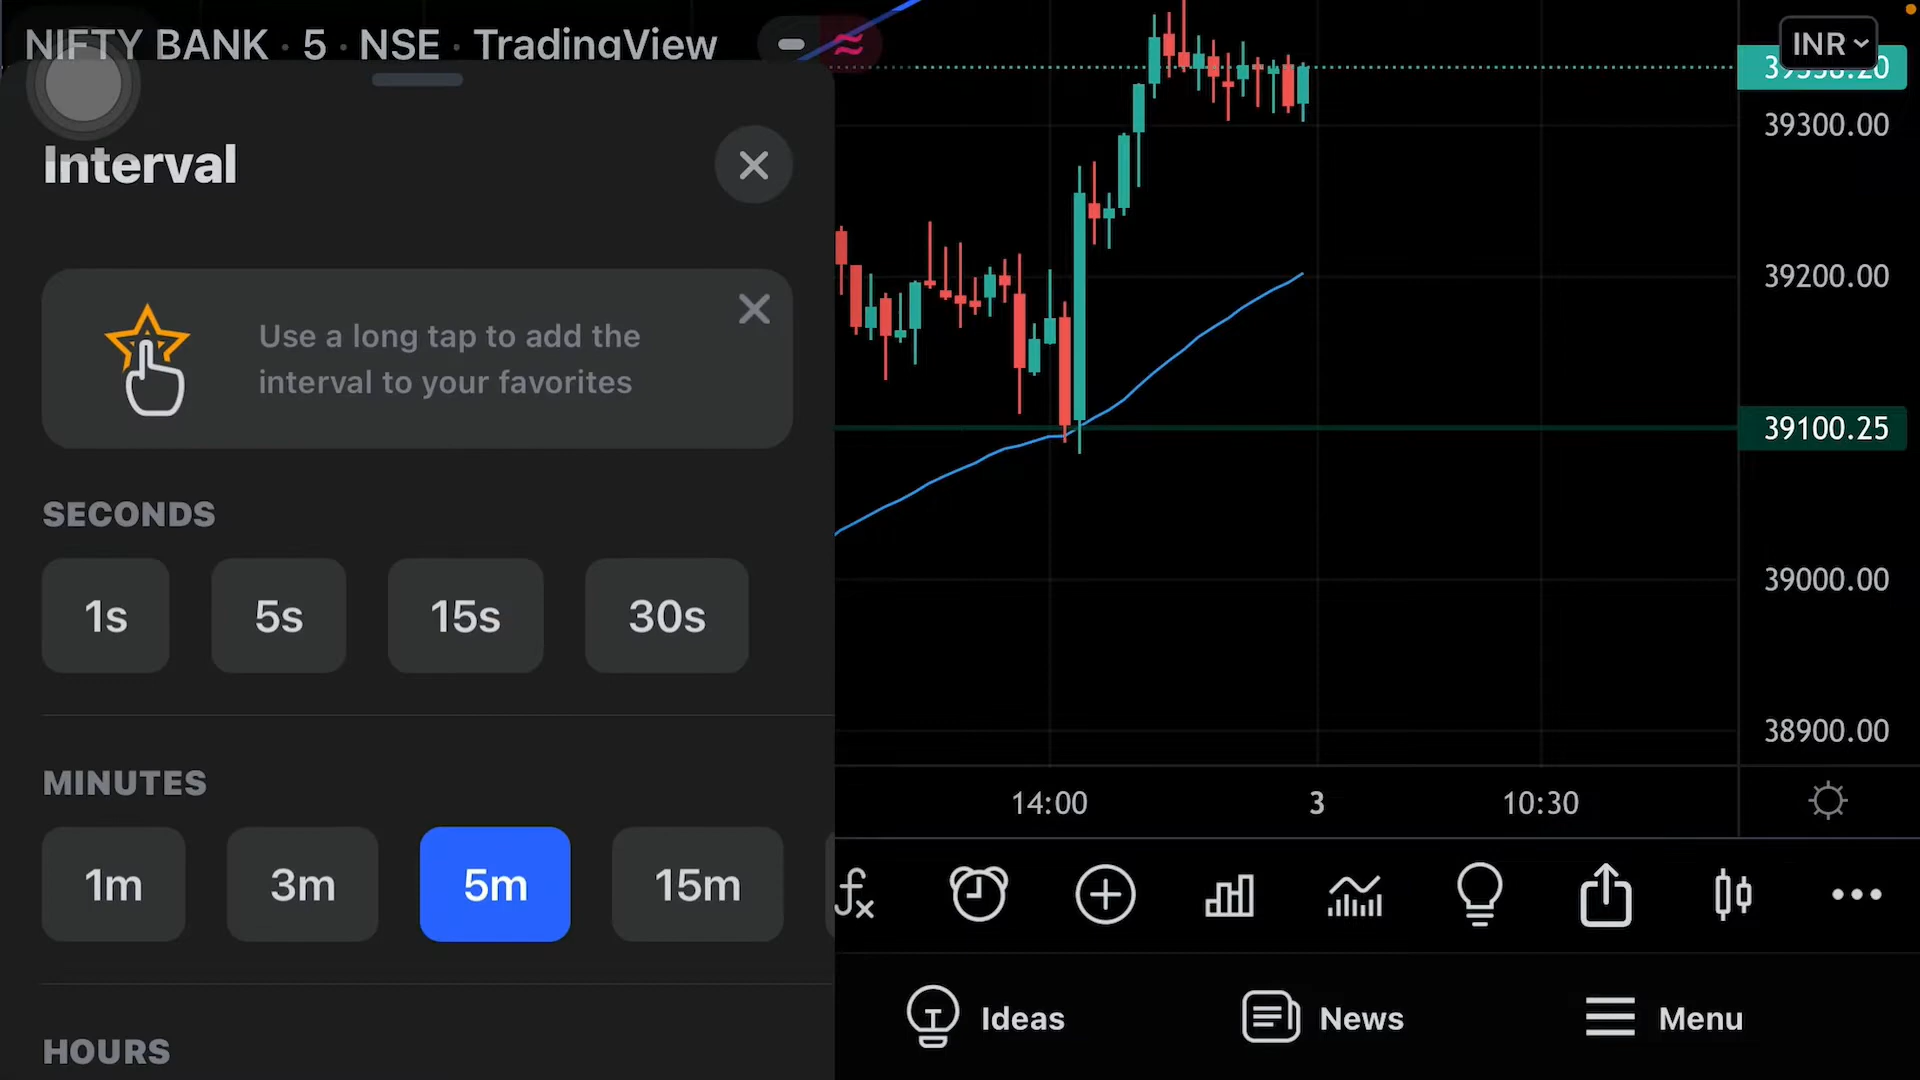 NIFTY BANK · 5 · NSE · TradingView
INR
39300.00
39200.00
39100.25
39000.00
38900.00
14:00
3
10:30
Interval
Use a long tap to add the
interval to your favorites
SECONDS
1s
5s
15s
30s
MINUTES
1m
3m
5m
15m
HOURS
Ideas
News
Menu